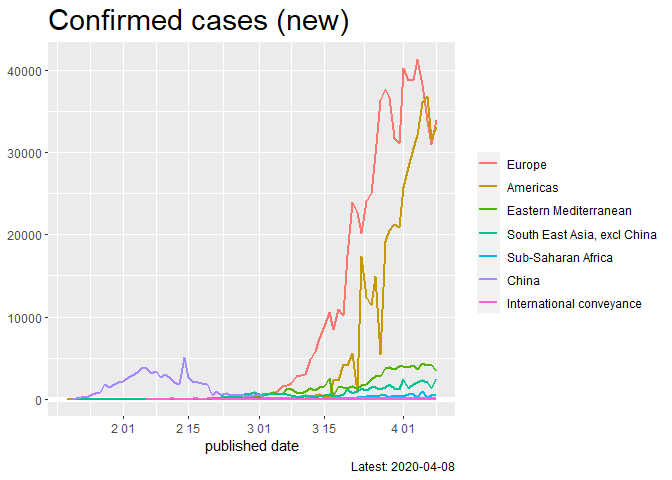 Confirmed cases (new)
40000
30000
20000
10000
0
2 01
2 15
3 01
3 15
4 01
published date
Europe
Americas
Eastern Mediterranean
South East Asia, excl China
Sub-Saharan Africa
China
International conveyance
Latest: 2020-04-08